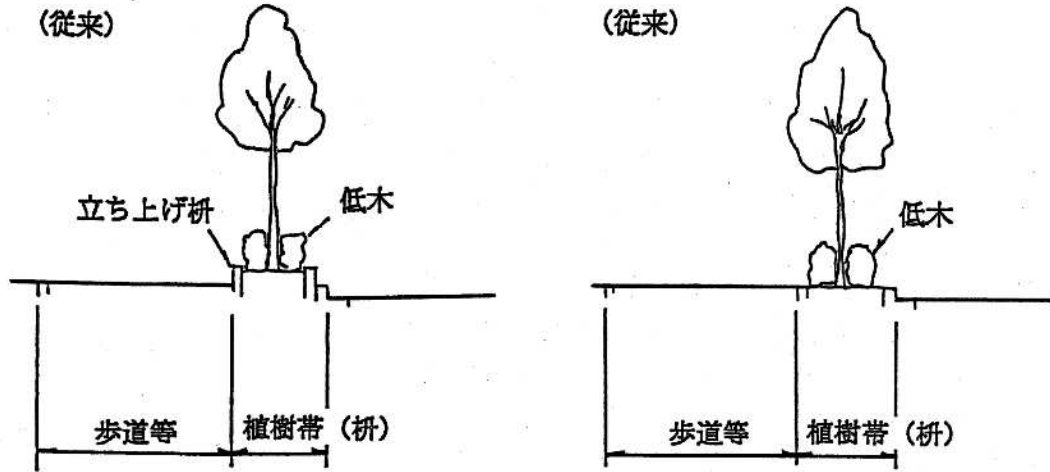 (従来)
立ち上げ枡
低木
歩道等
植樹帯(枡)
(従来)
低木
歩道等
植樹帯(枡)